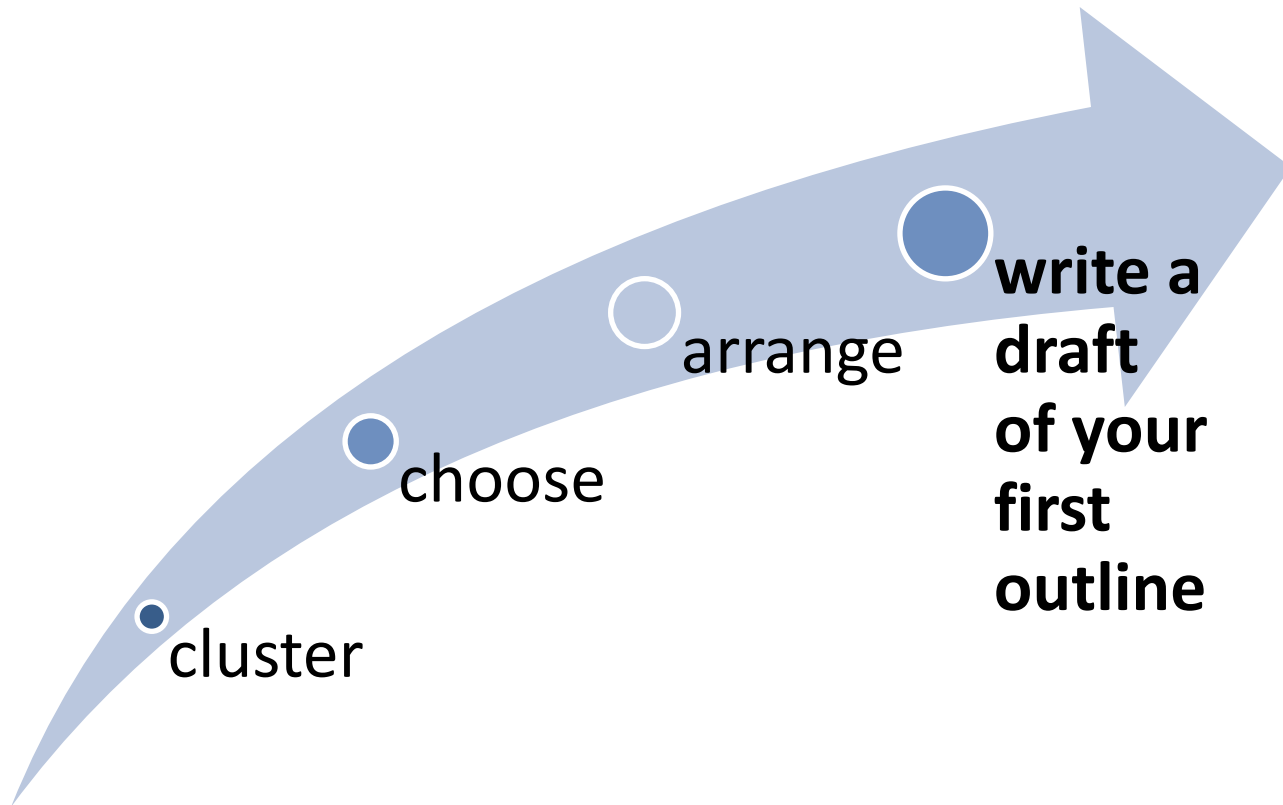 cluster
choose
arrange
write a
draft
of your
first
outline